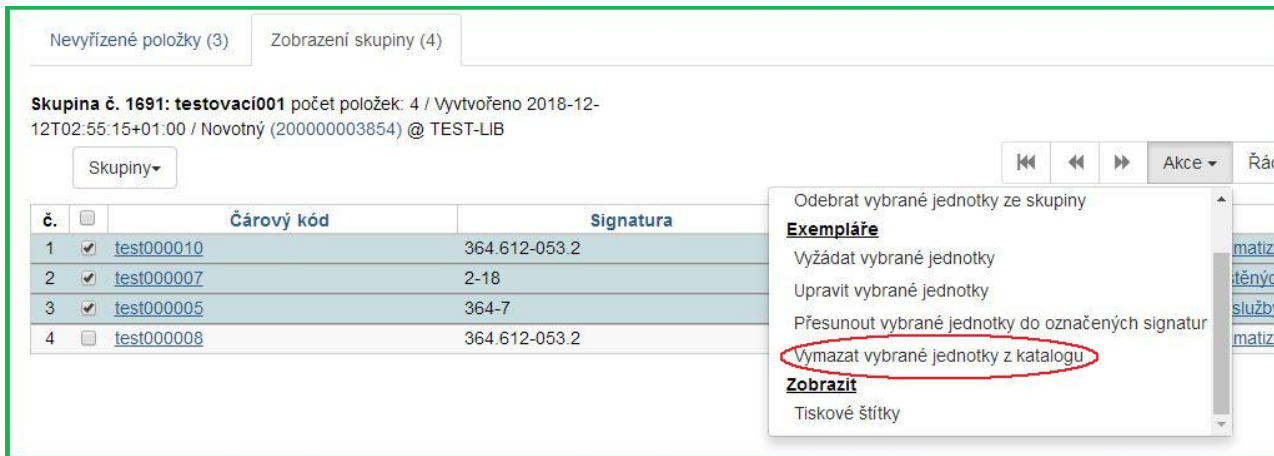 Nevyřízené položky (3) Zobrazení skupiny (4)
Skupina č. 1691: testovací001 počet položek: 4 / Vyvtvořeno 2018-12-
12T02:55:15+01:00 / Novotný (200000003854) @ TEST-LIB
Skupiny
Akce
č. Čárový kód Signatura
1 test000010 364.612-053.2
2 test000007 2-18
3 test000005 364-7
4 test000008 364.612-053.2
Odebrat vybrané jednotky ze skupiny
Exempláře
Vyžádat vybrané jednotky
Upravit vybrané jednotky
Přesunout vybrané jednotky do označených signatur
Vymazat vybrané jednotky z katalogu
Zobrazit
Tiskové štítky